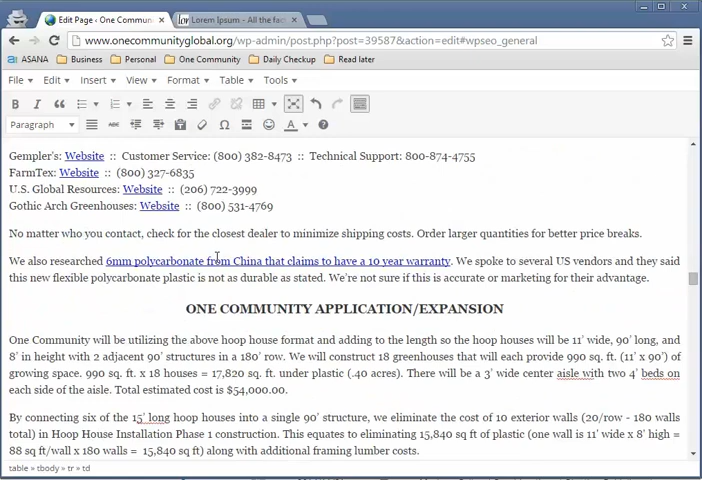 Edit Page ‹ One Commun
Lorem Ipsum - All the fac
www.onecommunityglobal.org/wp-admin/post.php?post=39587&action=edit#wpseo_general
a! ASANA Business Personal One Community Daily Checkup Read later
File Edit Insert View Format Table Tools
B I
Paragraph ABC Ω A
Gempler's: Website :: Customer Service: (800) 382-8473 :: Technical Support: 800-874-4755
FarmTex: Website :: (800) 327-6835
U.S. Global Resources: Website :: (206) 722-3999
Gothic Arch Greenhouses: Website :: (800) 531-4769
No matter who you contact, check for the closest dealer to minimize shipping costs. Order larger quantities for better price breaks.
We also researched 6mm polycarbonate from China that claims to have a 10 year warranty. We spoke to several US vendors and they said
this new flexible polycarbonate plastic is not as durable as stated. We're not sure if this is accurate or marketing for their advantage.
ONE COMMUNITY APPLICATION/EXPANSION
One Community will be utilizing the above hoop house format and adding to the length so the hoop houses will be 11' wide, 90' long, and
8' in height with 2 adjacent 90' structures in a 180' row. We will construct 18 greenhouses that will each provide 990 sq. ft. (11' x 90') of
growing space. 990 sq. ft. x 18 houses = 17,820 sq. ft. under plastic (.40 acres). There will be a 3' wide center aisle with two 4' beds on
each side of the aisle. Total estimated cost is $54,000.00.
By connecting six of the 15' long hoop houses into a single 90' structure, we eliminate the cost of 10 exterior walls (20/row - 180 walls
total) in Hoop House Installation Phase 1 construction. This equates to eliminating 15,840 sq ft of plastic (one wall is 11' wide x 8' high =
88 sq ft/wall x 180 walls = 15,840 sq ft) along with additional framing lumber costs.
table » tbody » tr » td